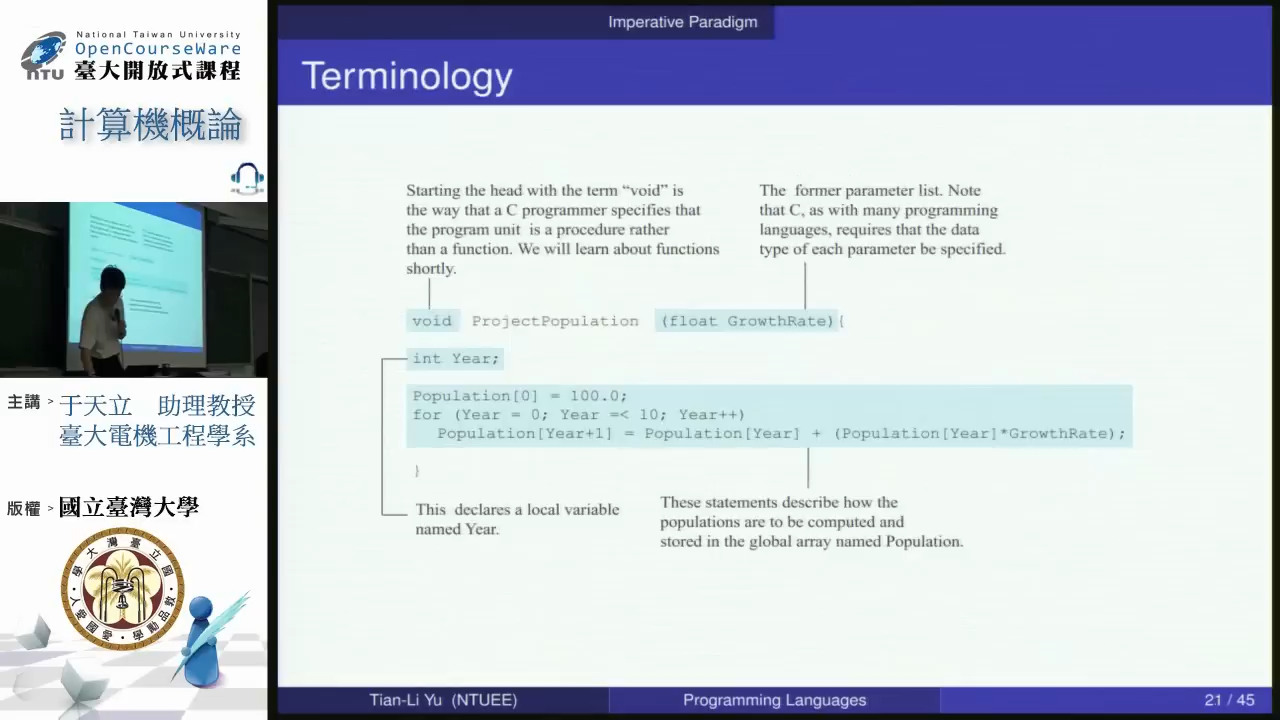 National Taiwan University
OpenCourseWare
臺大開放式課程
NTU
計算機概論
主講 > 于天立 助理教授
臺大電機工程學系
版權 > 國立臺灣大學
Imperative Paradigm
Terminology
Starting the head with the term “void” is
the way that a C programmer specifies that
the program unit is a procedure rather
than a function. We will learn about functions
shortly.
The former parameter list. Note
that C, as with many programming
languages, requires that the data
type of each parameter be specified.
void ProjectPopulation (float GrowthRate){
int Year;
Population[0] = 100.0;
for (Year = 0; Year =< 10; Year++)
Population[Year+1] = Population[Year] + (Population[Year]*GrowthRate);
}
This declares a local variable
named Year.
These statements describe how the
populations are to be computed and
stored in the global array named Population.
Tian-Li Yu (NTUEE)
Programming Languages
21 / 45